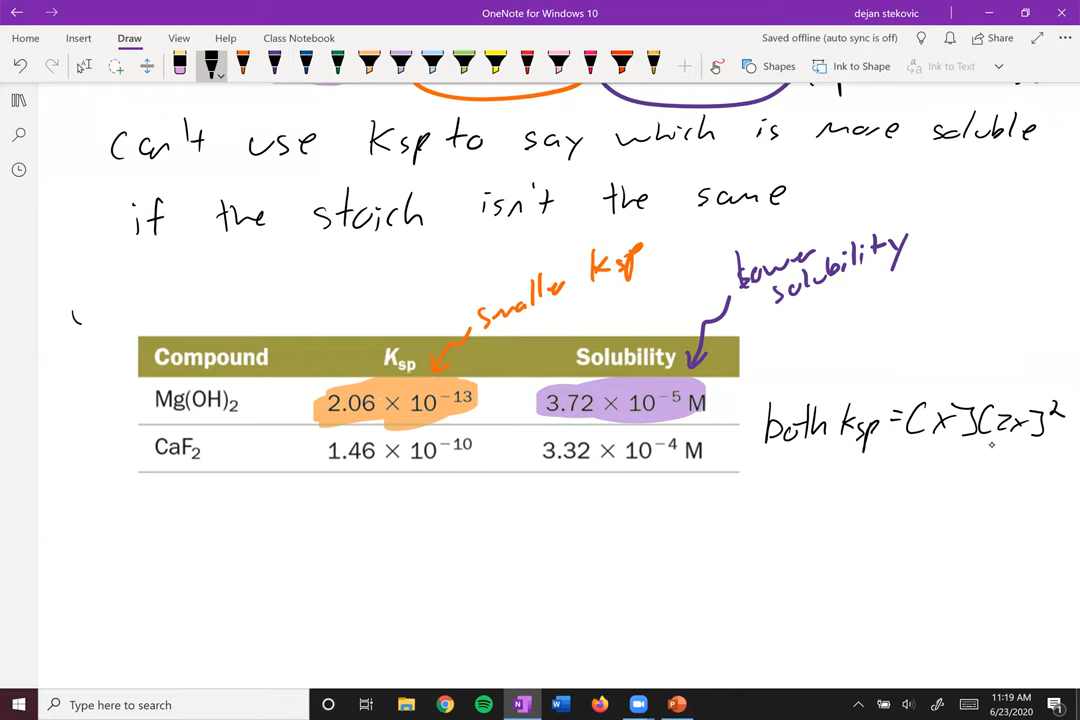 OneNote for Windows 10
dejan stekovic
Home Insert Draw View Help Class Notebook
Saved offline (auto sync is off)
Share
Shapes Ink to Shape Ink to Text
can't use Ksp to say which is more soluble
if the stoich isn't the same
smaller Ksp
lower
solubility
Compound Ksp Solubility
Mg(OH)2 2.06 × 10−13 3.72 × 10−5 M
CaF2 1.46 × 10−10 3.32 × 10−4 M
both Ksp = [x][2x]²
Type here to search
11:19 AM
6/23/2020